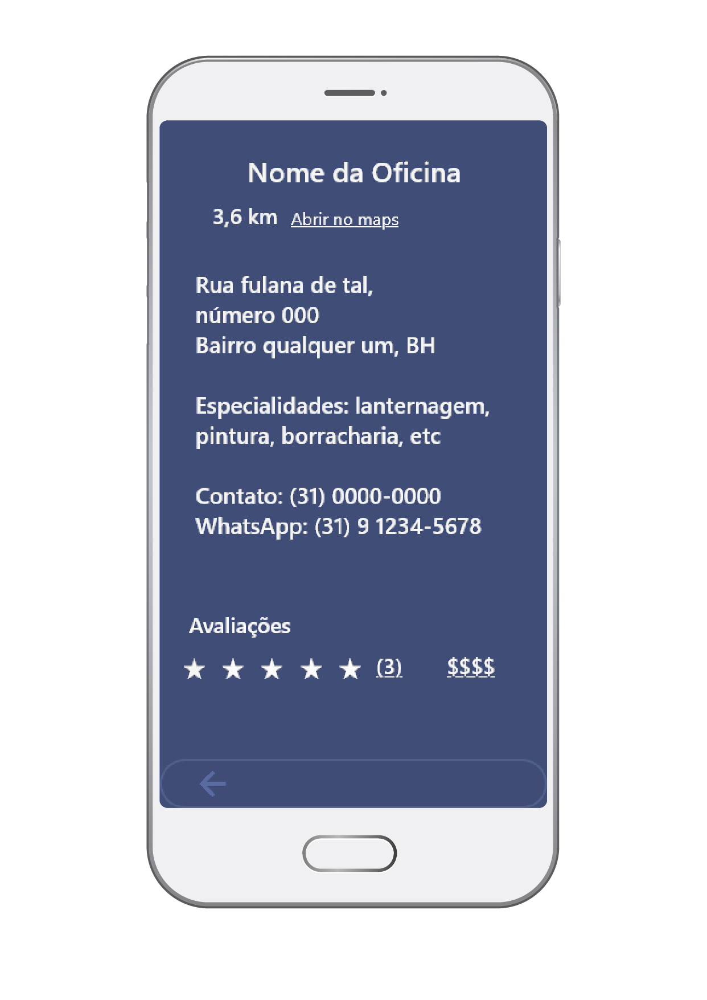 Nome da Oficina
3,6 km Abrir no maps
Rua fulana de tal,
número 000
Bairro qualquer um, BH
Especialidades: lanternagem,
pintura, borracharia, etc
Contato: (31) 0000-0000
WhatsApp: (31) 9 1234-5678
Avaliações
★ ★ ★ ★ ★ (3) $$$$